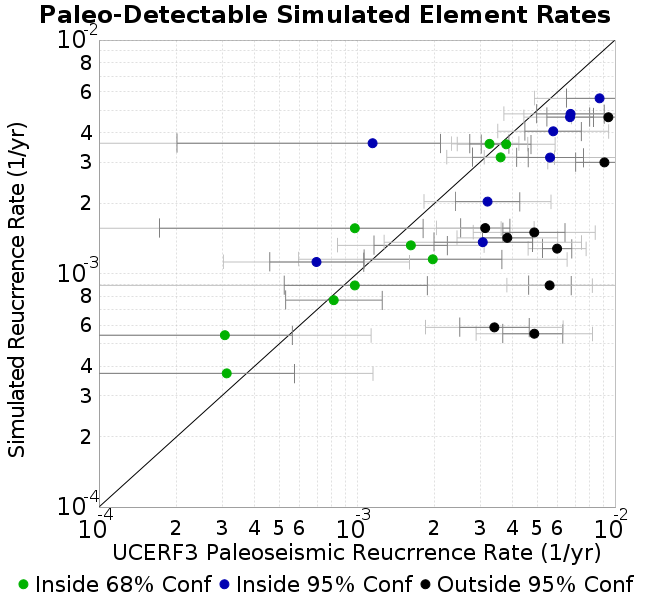 Paleo-Detectable Simulated Element Rates
Simulated Reucrrence Rate (1/yr)
10-2
8
6
4
3
2
10-3
8
6
4
3
2
10-4
10-4 2 3 4 5 6 10-3 2 3 4 5 6 10-2
UCERF3 Paleoseismic Reucrrence Rate (1/yr)
Inside 68% Conf Inside 95% Conf Outside 95% Conf